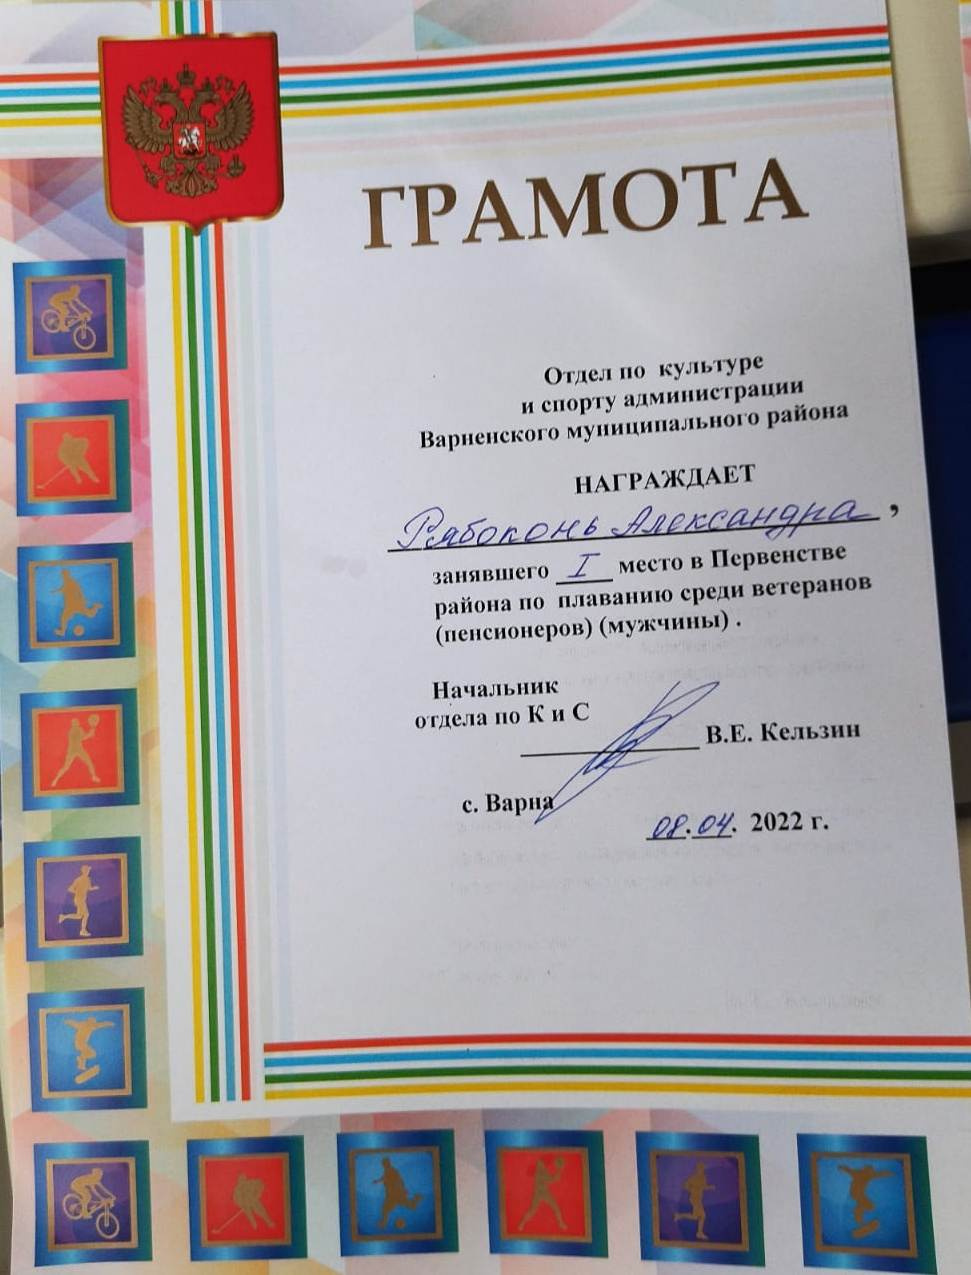 ГРАМОТА
Отдел по культуре
и спорту администрации
Варненского муниципального района
НАГРАЖДАЕТ
Рябоконь Александра,
занявшего I место в Первенстве
района по плаванию среди ветеранов
(пенсионеров) (мужчины) .
Начальник
отдела по К и С
В.Е. Кельзин
с. Варна
08.04. 2022 г.